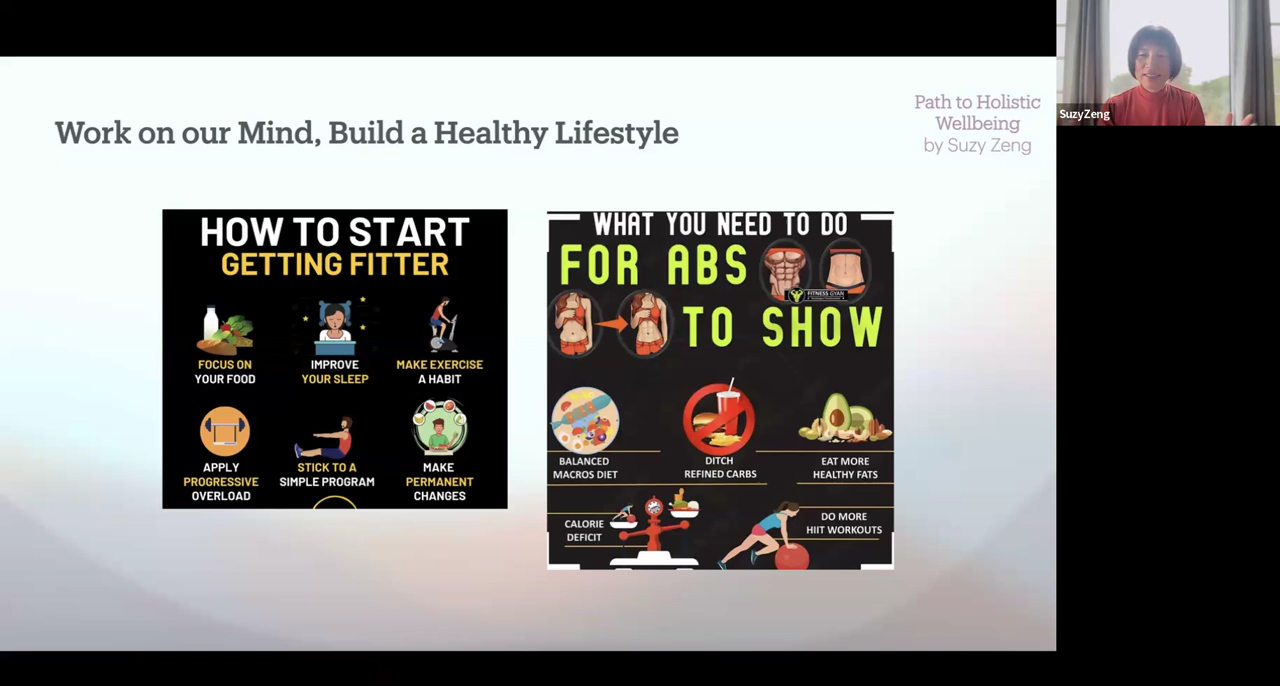 Work on our Mind, Build a Healthy Lifestyle
Path to Holistic
Wellbeing
by Suzy Zeng
SuzyZeng
HOW TO START
GETTING FITTER
FOCUS ON
YOUR FOOD
IMPROVE
YOUR SLEEP
MAKE EXERCISE
A HABIT
APPLY
PROGRESSIVE
OVERLOAD
STICK TO A
SIMPLE PROGRAM
MAKE
PERMANENT
CHANGES
WHAT YOU NEED TO DO
FOR ABS
FITNESS GYAN
TO SHOW
BALANCED
MACROS DIET
DITCH
REFINED CARBS
EAT MORE
HEALTHY FATS
CALORIE
DEFICIT
DO MORE
HIIT WORKOUTS